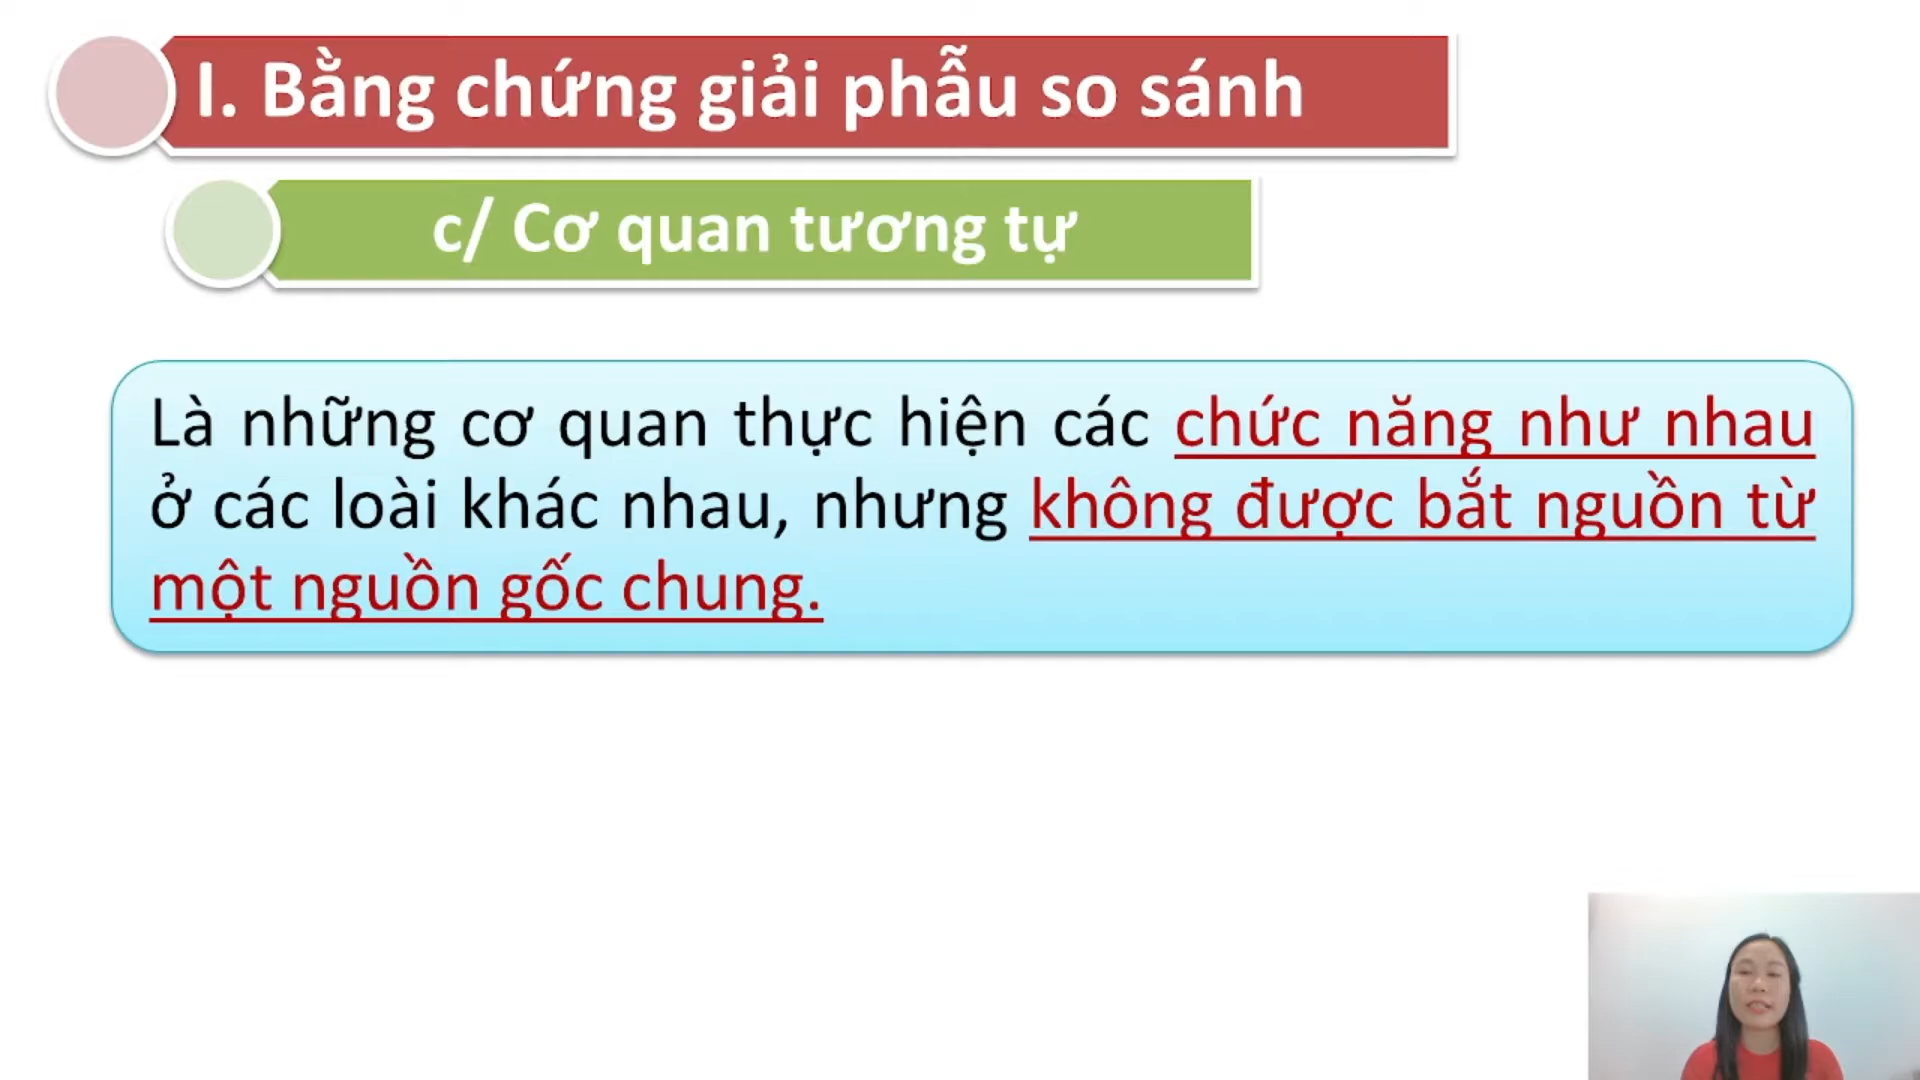 I. Bằng chứng giải phẫu so sánh
c/ Cơ quan tương tự
Là những cơ quan thực hiện các chức năng như nhau
ở các loài khác nhau, nhưng không được bắt nguồn từ
một nguồn gốc chung.